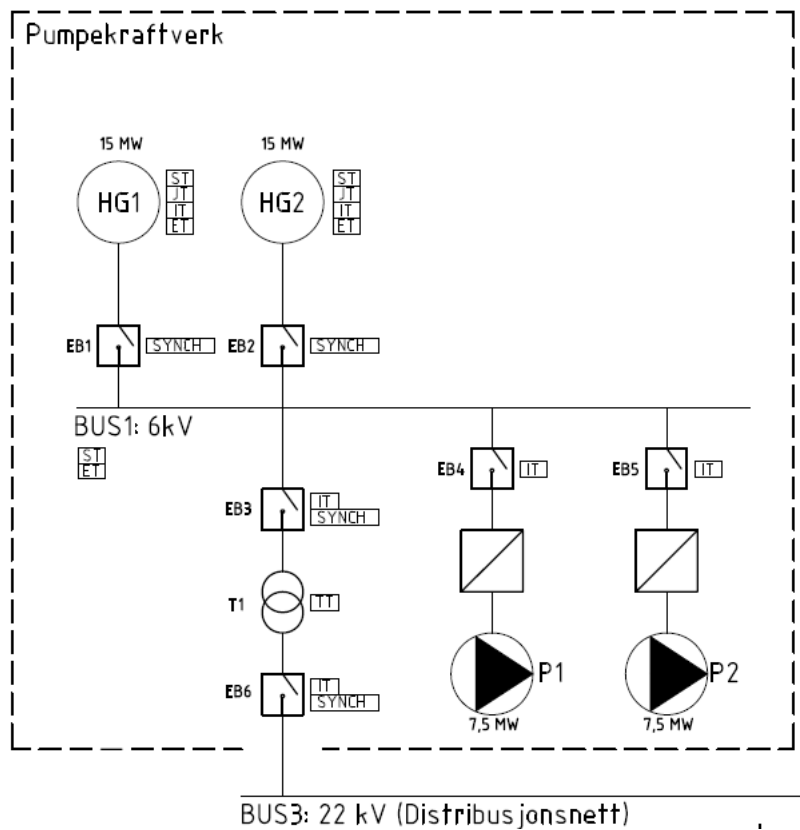 Pumpekraftverk
15 MW
15 MW
HG1
ST
JT
IT
ET
HG2
ST
JT
IT
ET
EB1
SYNCH
EB2
SYNCH
BUS1: 6kV
ST
ET
EB4
IT
EB5
IT
EB3
IT
SYNCH
T1
TT
EB6
IT
SYNCH
P1
P2
7,5 MW
7,5 MW
BUS3: 22 kV (Distribusjonsnett)